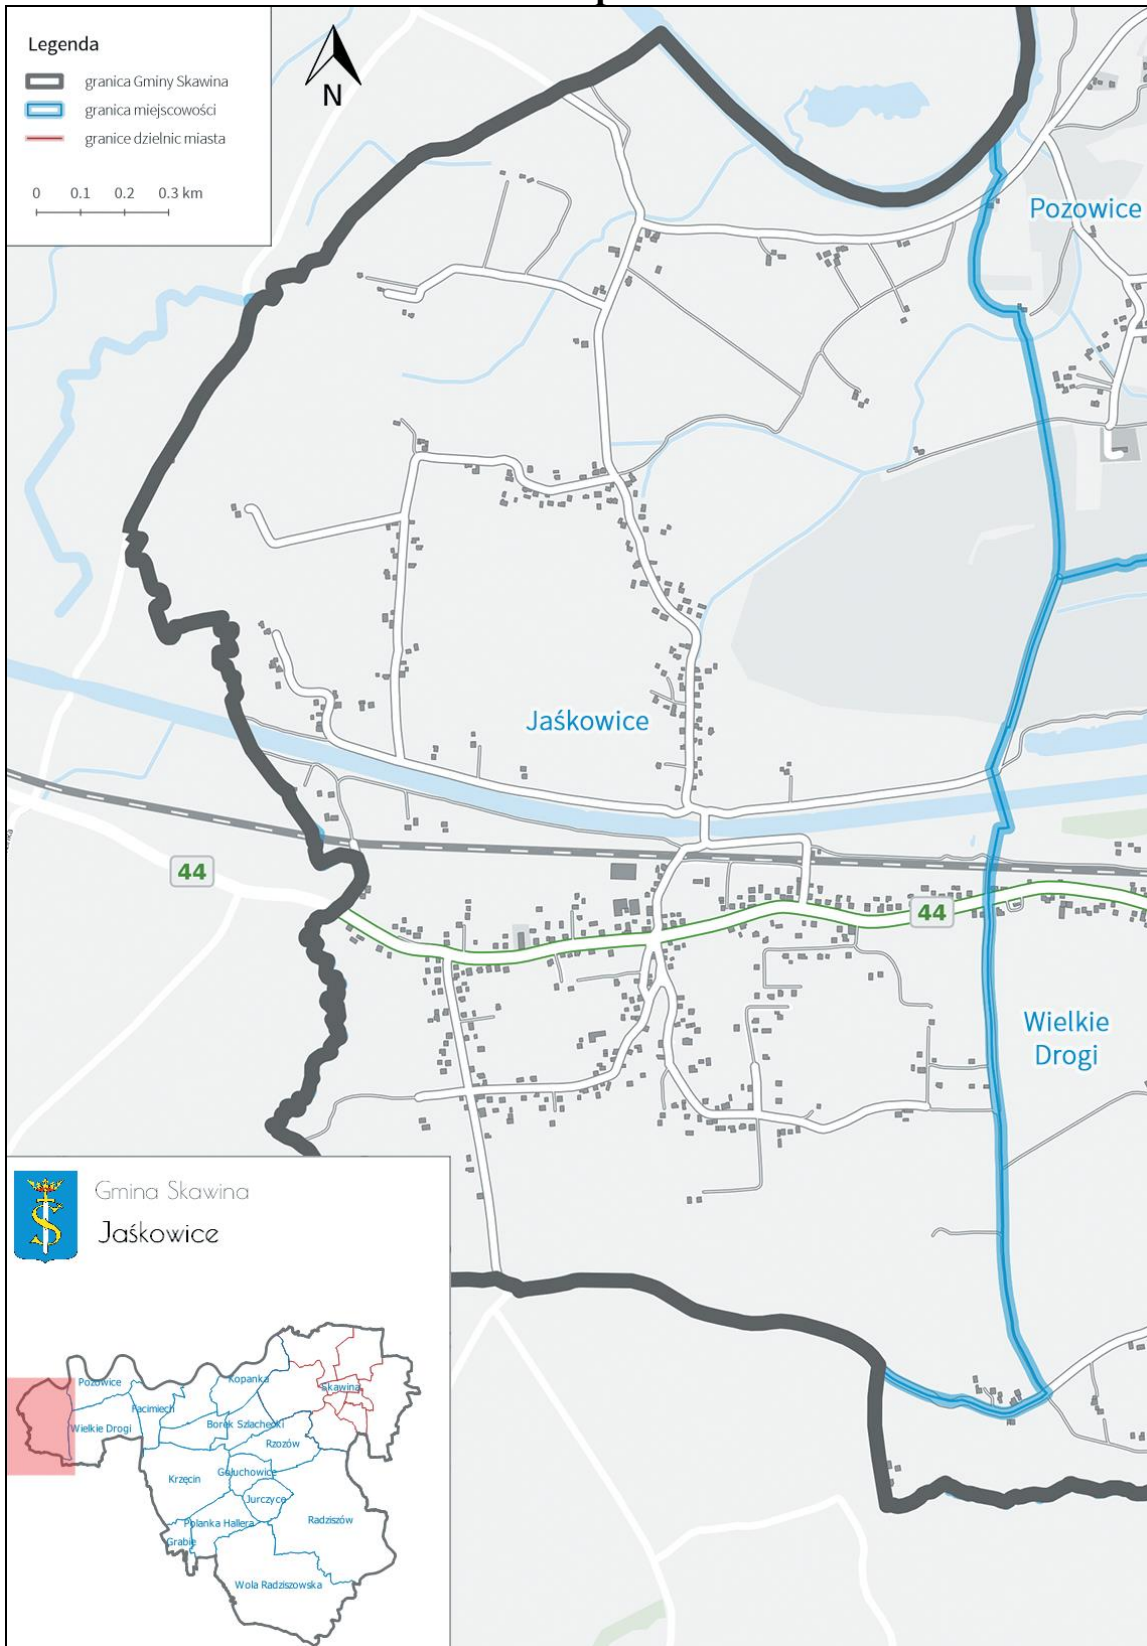 Legenda
granica Gminy Skawina
granica miejscowości
granice dzielnic miasta
0 0.1 0.2 0.3 km
N
Pozowice
Jaśkowice
44
44
Wielkie
Drogi
Gmina Skawina
Jaśkowice
Pozowice
Kopanka
Skawina
Facimiech
Wielkie Drogi
Borek Szlachecki
Rzozów
Krzęcin
Gołuchowice
Jurczyce
Polanka Hallera
Radziszów
Grabie
Wola Radziszowska